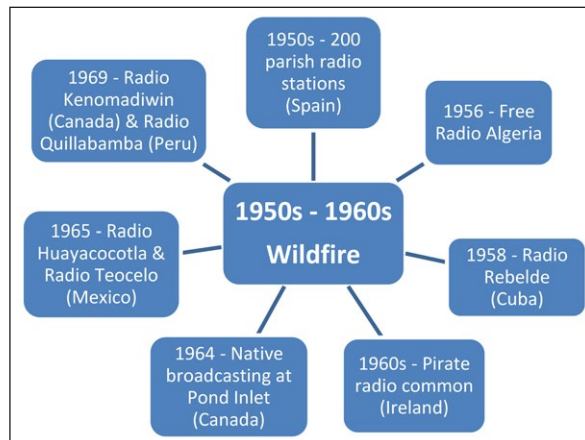 1950s - 200
parish radio
stations
(Spain)
1956 - Free
Radio Algeria
1958 - Radio
Rebelde
(Cuba)
1960s - Pirate
radio common
(Ireland)
1964 - Native
broadcasting at
Pond Inlet
(Canada)
1965 - Radio
Huayacocotla &
Radio Teocelo
(Mexico)
1969 - Radio
Kenomadiwin
(Canada) & Radio
Quillabamba (Peru)
1950s - 1960s
Wildfire